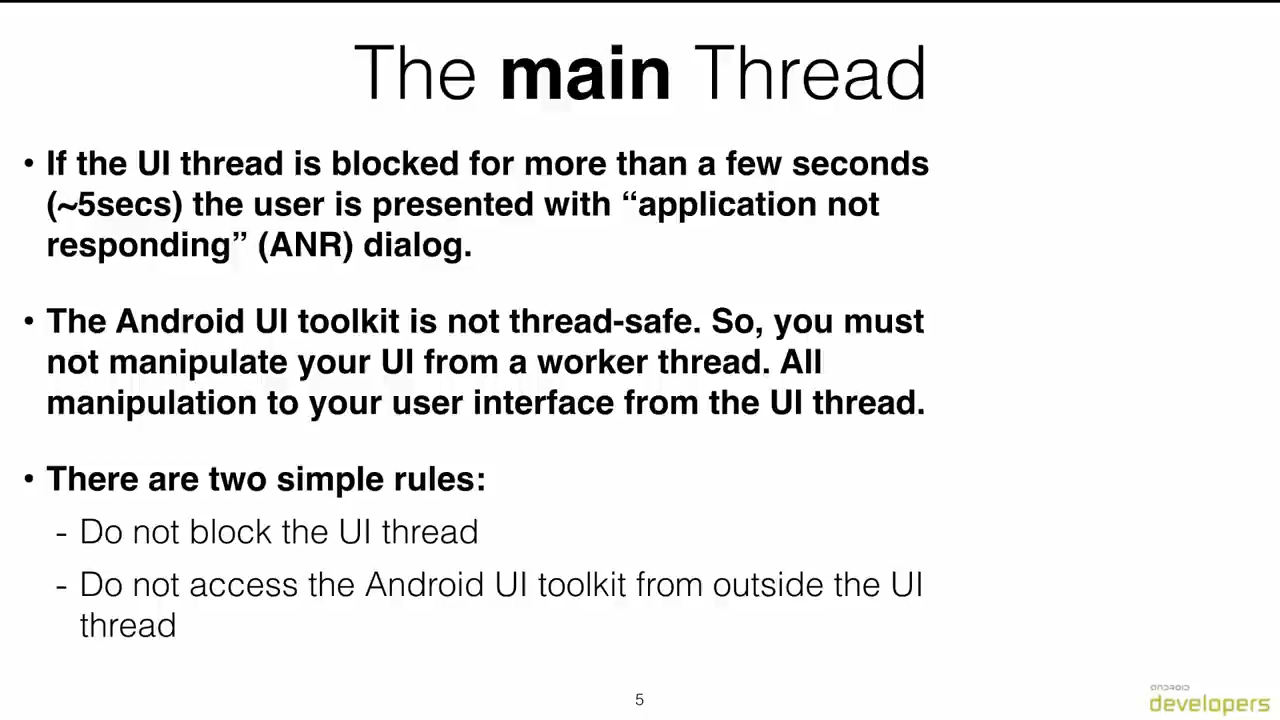 The main Thread
• If the UI thread is blocked for more than a few seconds
(~5secs) the user is presented with “application not
responding” (ANR) dialog.
• The Android UI toolkit is not thread-safe. So, you must
not manipulate your UI from a worker thread. All
manipulation to your user interface from the UI thread.
• There are two simple rules:
- Do not block the UI thread
- Do not access the Android UI toolkit from outside the UI
thread
5
ANDROID
developers